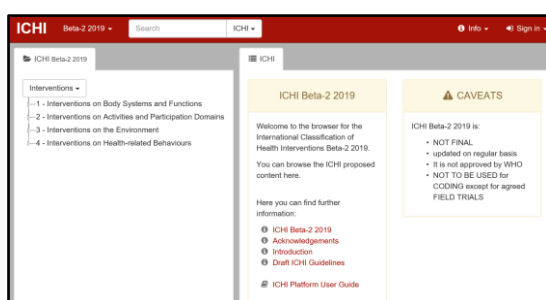 ICHI Beta-2 2019 Search ICHI Info Sign in
ICHI Beta-2 2019
ICHI
Interventions
1 - Interventions on Body Systems and Functions
2 - Interventions on Activities and Participation Domains
3 - Interventions on the Environment
4 - Interventions on Health-related Behaviours
ICHI Beta-2 2019
Welcome to the browser for the
International Classification of
Health Interventions Beta-2 2019.
You can browse the ICHI proposed
content here.
Here you can find further
information:
ICHI Beta-2 2019
Acknowledgements
Introduction
Draft ICHI Guidelines
ICHI Platform User Guide
CAVEATS
ICHI Beta-2 2019 is:
• NOT FINAL
• updated on regular basis
• It is not approved by WHO
• NOT TO BE USED for
CODING except for agreed
FIELD TRIALS